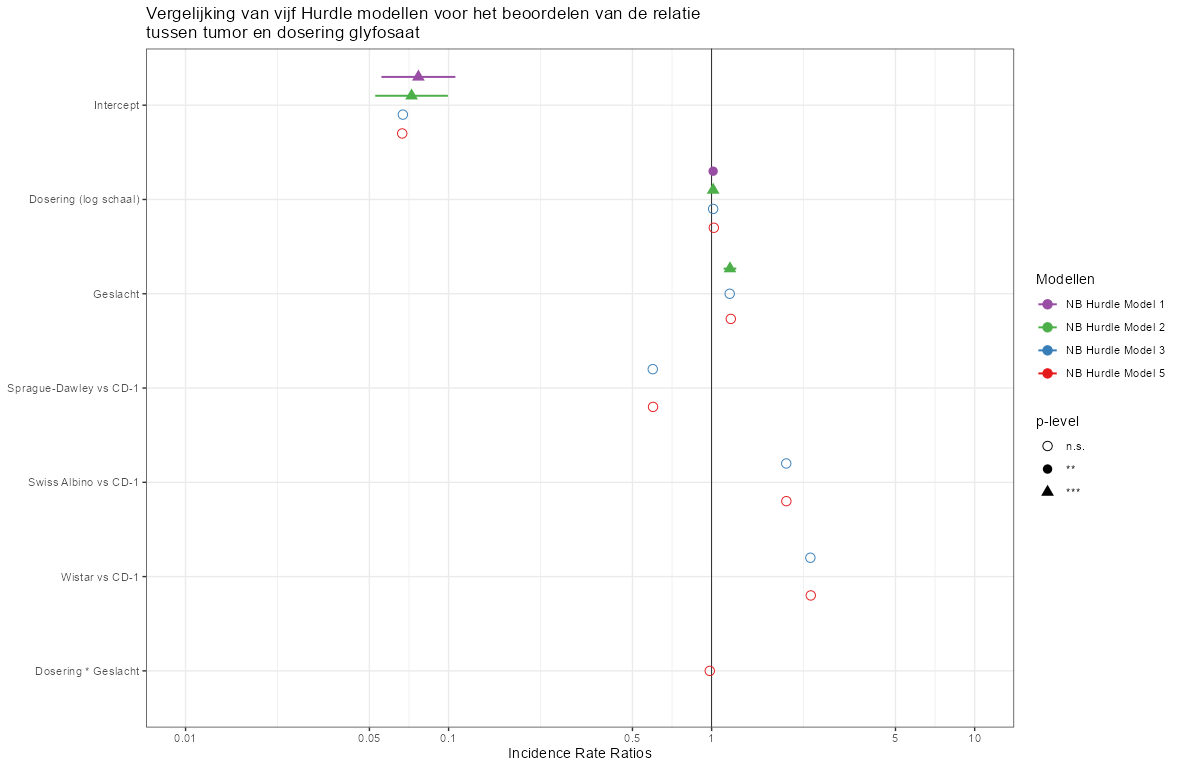 Vergelijking van vijf Hurdle modellen voor het beoordelen van de relatie
tussen tumor en dosering glyfosaat
Intercept
Dosering (log schaal)
Geslacht
Sprague-Dawley vs CD-1
Swiss Albino vs CD-1
Wistar vs CD-1
Dosering * Geslacht
0.01
0.05
0.1
0.5
1
5
10
Incidence Rate Ratios
Modellen
NB Hurdle Model 1
NB Hurdle Model 2
NB Hurdle Model 3
NB Hurdle Model 5
p-level
n.s.
**
***